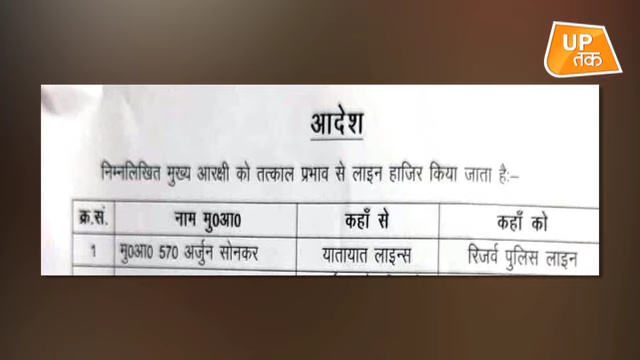 UP
तक
आदेश
निम्नलिखित मुख्य आरक्षी को तत्काल प्रभाव से लाइन हाजिर किया जाता हैः–
क्र.सं. नाम मु0आ0 कहाँ से कहाँ को
1 मु0आ0 570 अर्जुन सोनकर यातायात लाइन्स रिजर्व पुलिस लाइन